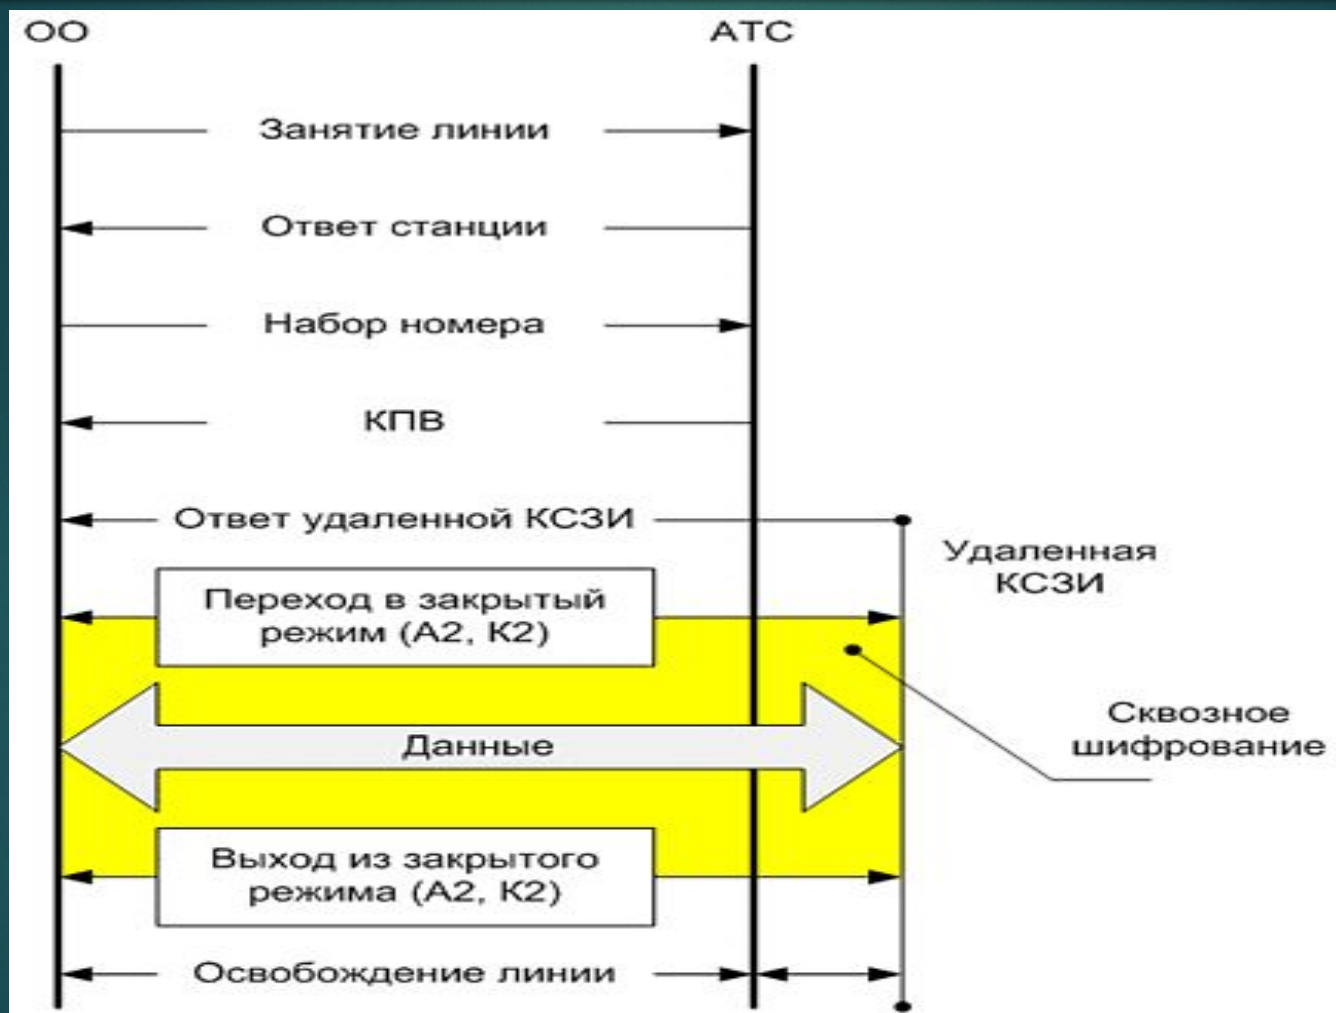 ОО
АТС
Занятие линии
Ответ станции
Набор номера
КПВ
Ответ удаленной КСЗИ
Удаленная
КСЗИ
Переход в закрытый
режим (А2, К2)
Сквозное
шифрование
Данные
Выход из закрытого
режима (А2, К2)
Освобождение линии